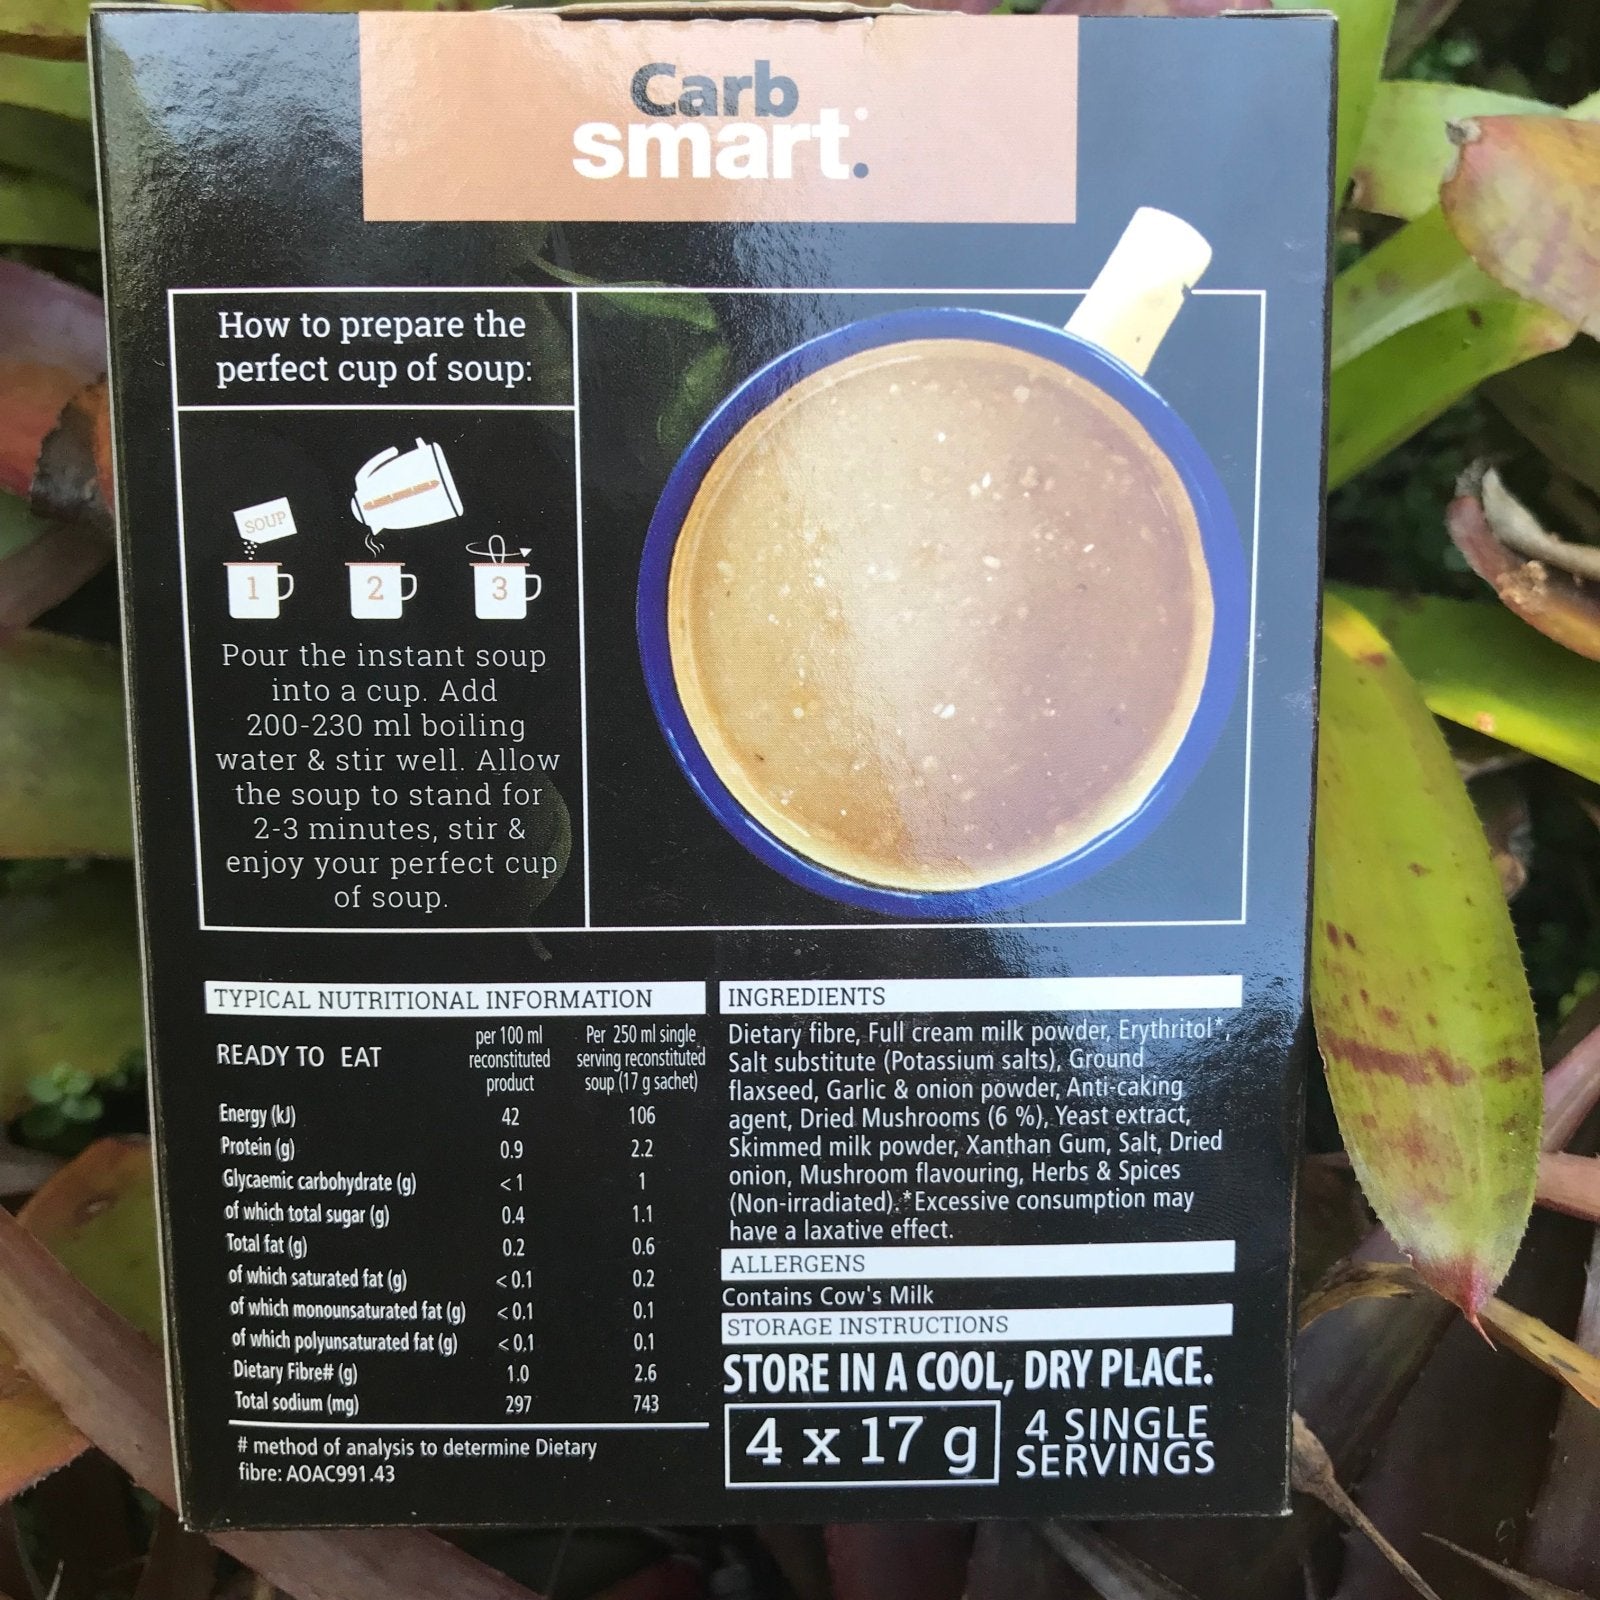 Carb
smart.
How to prepare the
perfect cup of soup:
SOUP
1 2 3
Pour the instant soup
into a cup. Add
200-230 ml boiling
water & stir well. Allow
the soup to stand for
2-3 minutes, stir &
enjoy your perfect cup
of soup.
TYPICAL NUTRITIONAL INFORMATION
READY TO EAT
per 100 ml
reconstituted
product
Per 250 ml single
serving reconstituted
soup (17 g sachet)
Energy (kJ) 42 106
Protein (g) 0.9 2.2
Glycaemic carbohydrate (g) <1 1
of which total sugar (g) 0.4 1.1
Total fat (g) 0.2 0.6
of which saturated fat (g) <0.1 0.2
of which monounsaturated fat (g) <0.1 0.1
of which polyunsaturated fat (g) <0.1 0.1
Dietary Fibre# (g) 1.0 2.6
Total sodium (mg) 297 743
# method of analysis to determine Dietary
fibre: AOAC991.43
INGREDIENTS
Dietary fibre, Full cream milk powder, Erythritol*,
Salt substitute (Potassium salts), Ground
flaxseed, Garlic & onion powder, Anti-caking
agent, Dried Mushrooms (6 %), Yeast extract,
Skimmed milk powder, Xanthan Gum, Salt, Dried
onion, Mushroom flavouring, Herbs & Spices
(Non-irradiated).*Excessive consumption may
have a laxative effect.
ALLERGENS
Contains Cow's Milk
STORAGE INSTRUCTIONS
STORE IN A COOL, DRY PLACE.
4 x 17 g
4 SINGLE
SERVINGS